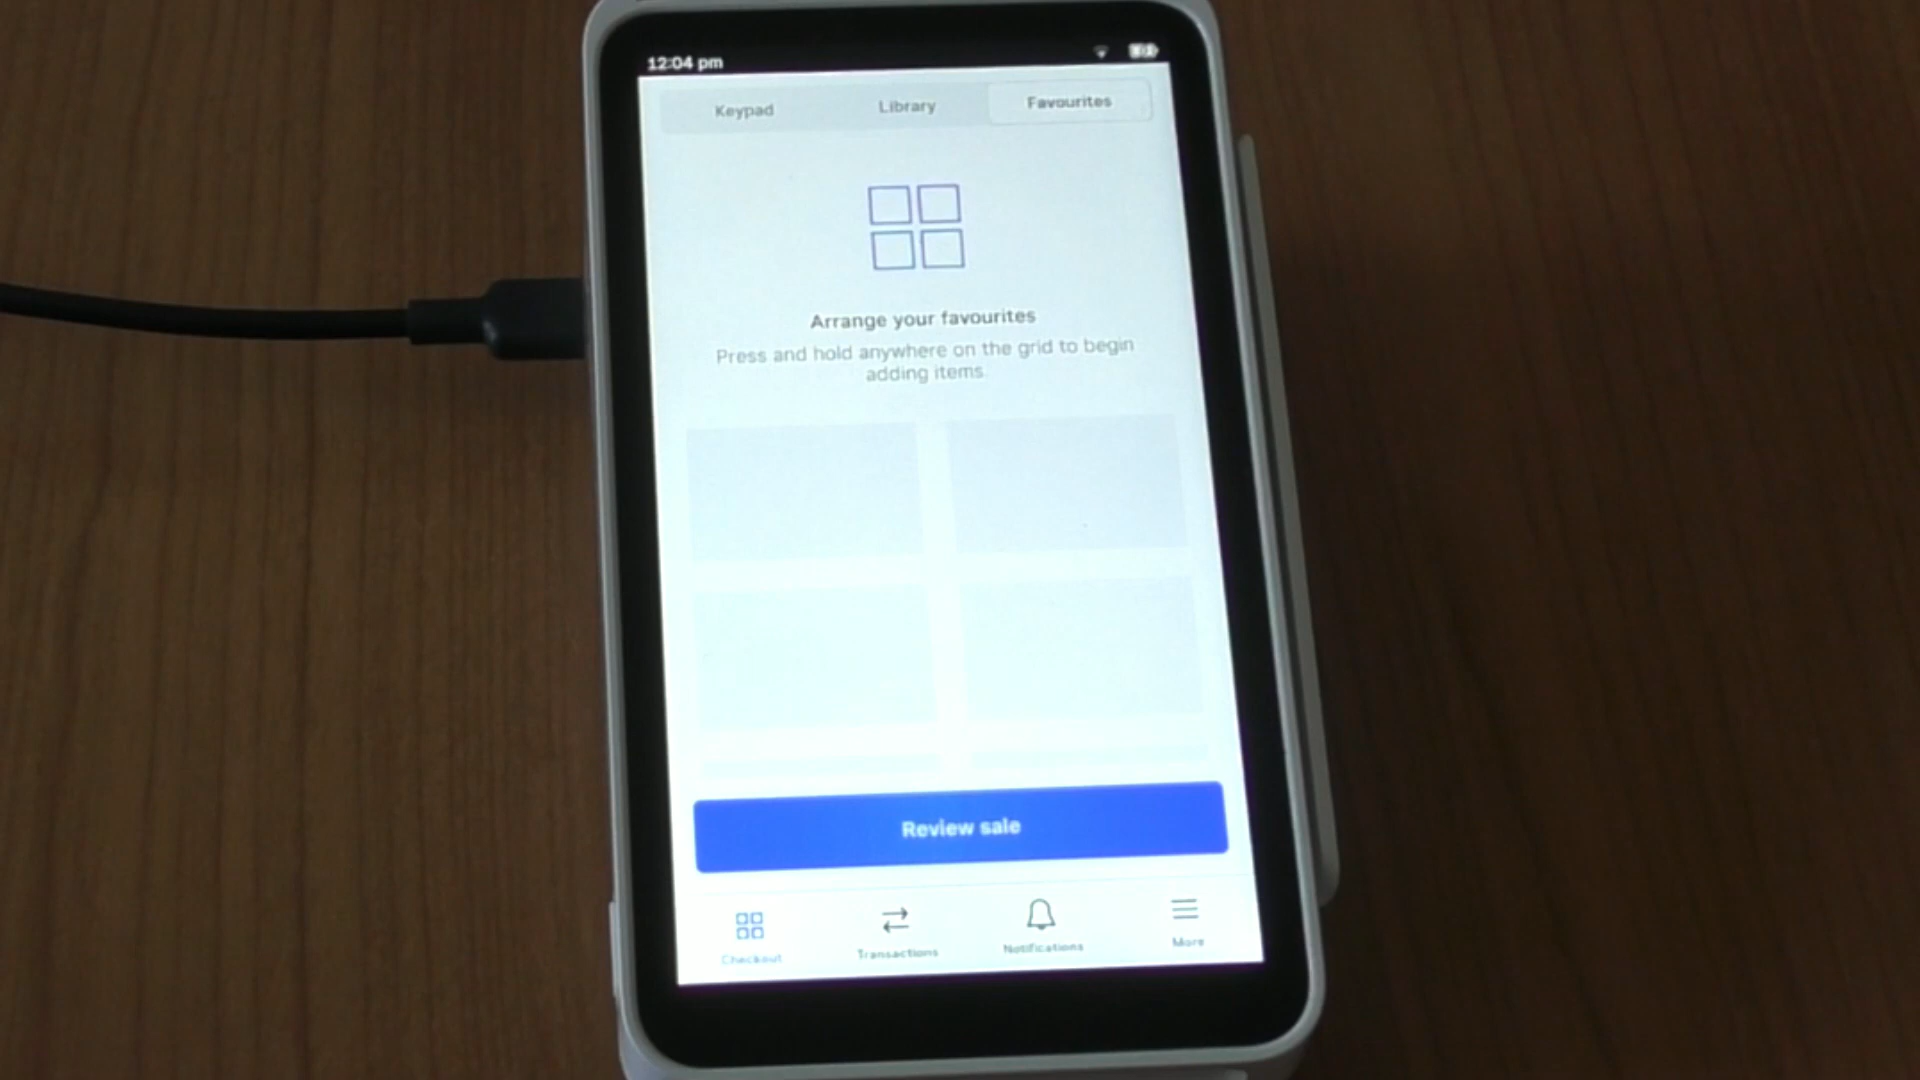 12:04 pm
Keypad Library Favourites
Arrange your favourites
Press and hold anywhere on the grid to begin
adding items
Review sale
Checkout Transactions Notifications More